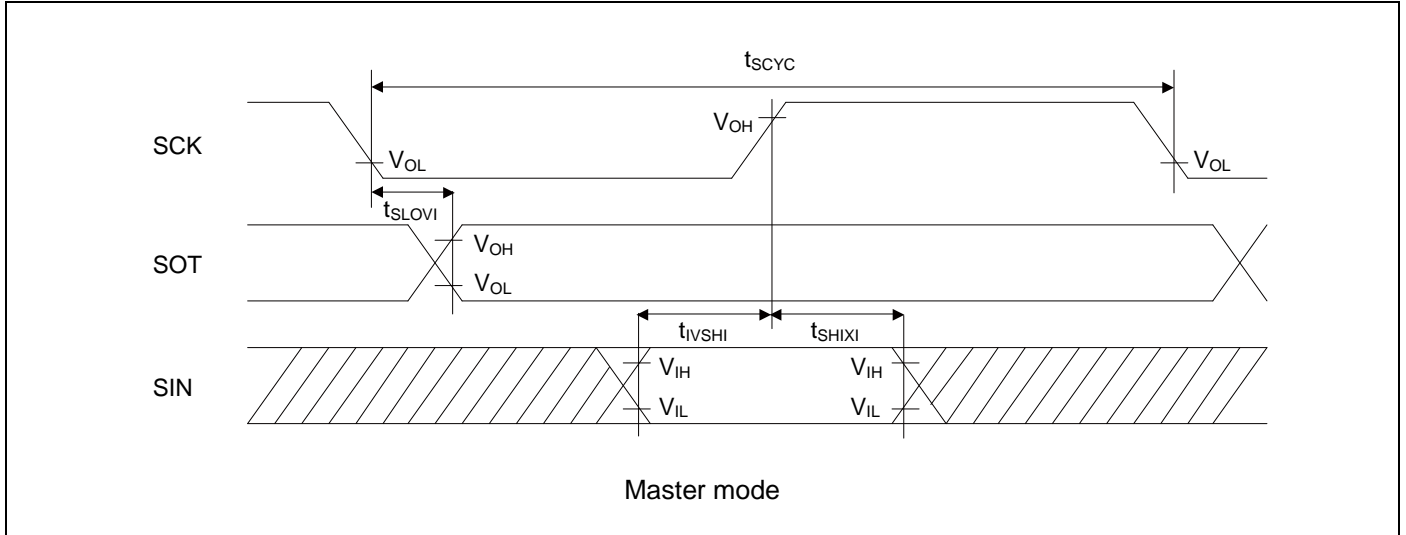 tSCYC
SCK
VOH
VOL
VOL
tSLOVI
SOT
VOH
VOL
tIVSHI
tSHIXI
SIN
VIH
VIH
VIL
VIL
Master mode